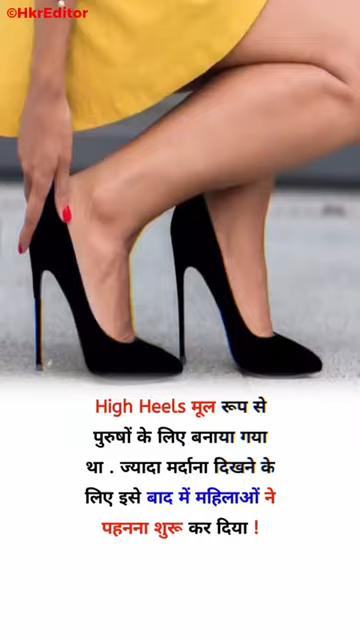 ©HkrEditor
High Heels मूल रूप से
पुरुषों के लिए बनाया गया
था . ज्यादा मर्दाना दिखने के
लिए इसे बाद में महिलाओं ने
पहनना शुरू कर दिया !